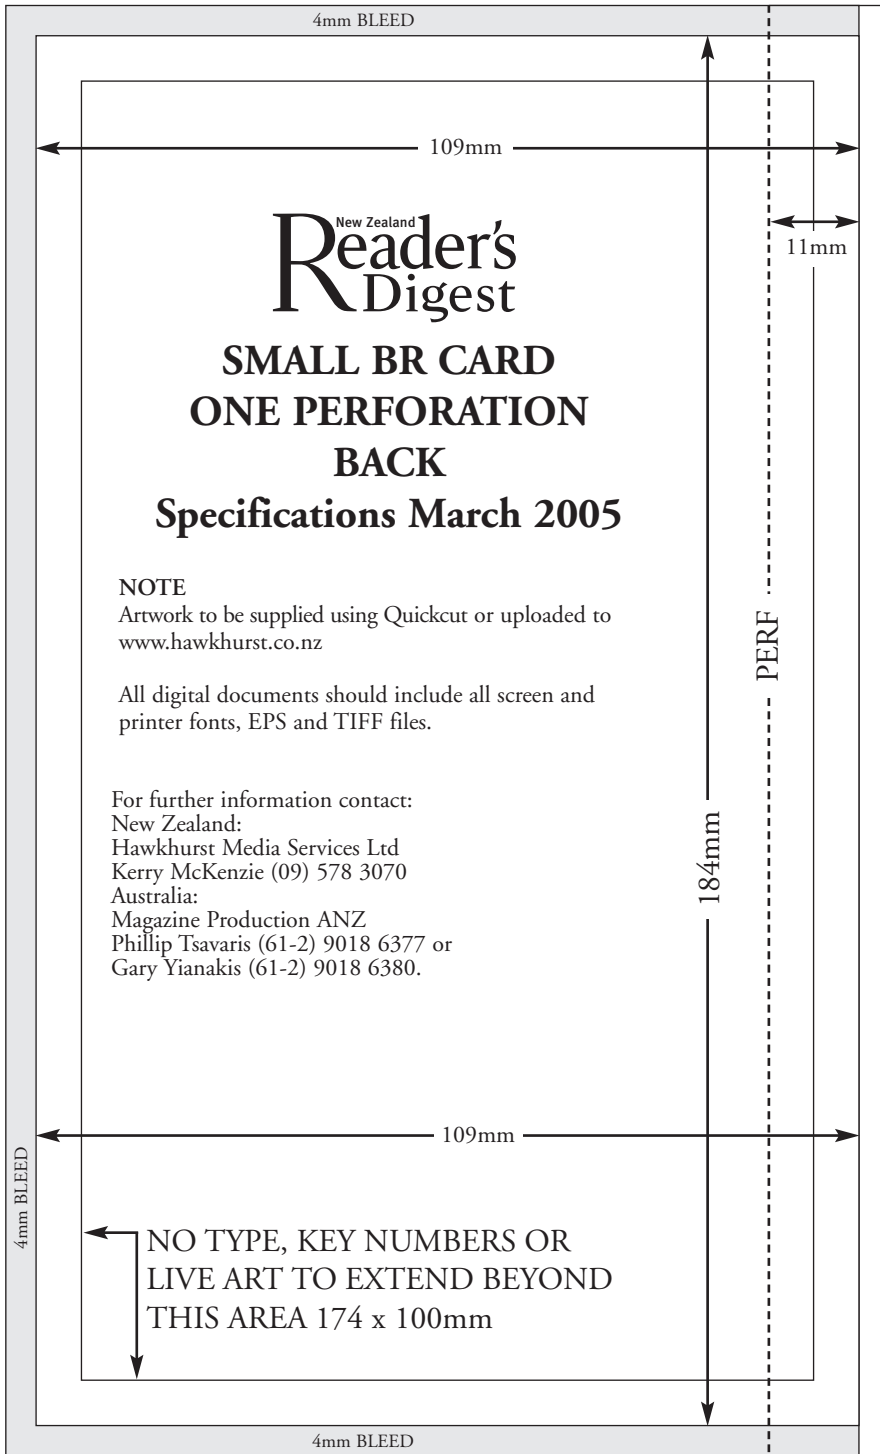 4mm BLEED
109mm
11mm
New Zealand
Reader's
Digest
SMALL BR CARD
ONE PERFORATION
BACK
Specifications March 2005
NOTE
Artwork to be supplied using Quickcut or uploaded to
www.hawkhurst.co.nz
All digital documents should include all screen and
printer fonts, EPS and TIFF files.
PERF
For further information contact:
New Zealand:
Hawkhurst Media Services Ltd
Kerry McKenzie (09) 578 3070
Australia:
Magazine Production ANZ
Phillip Tsavaris (61-2) 9018 6377 or
Gary Yianakis (61-2) 9018 6380.
184mm
109mm
4mm BLEED
NO TYPE, KEY NUMBERS OR
LIVE ART TO EXTEND BEYOND
THIS AREA 174 x 100mm
4mm BLEED